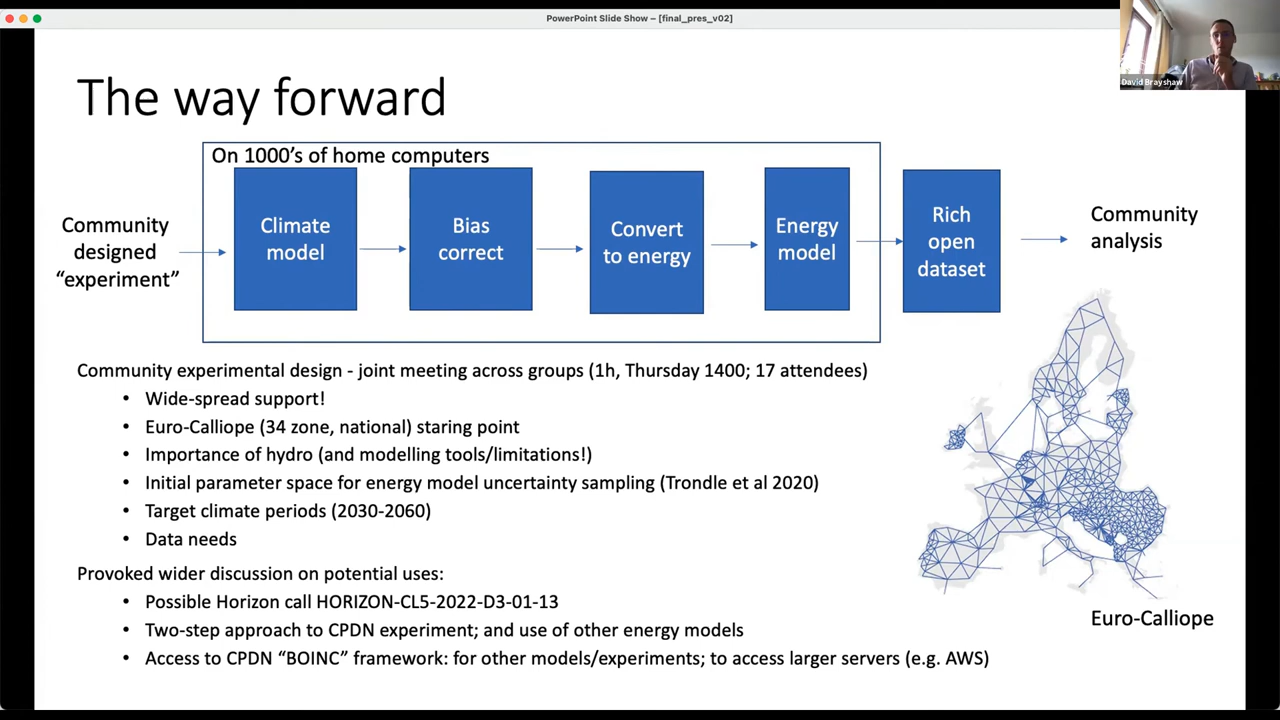 PowerPoint Slide Show – [final_pres_v02]
David Brayshaw
The way forward
On 1000's of home computers
Community
designed
“experiment”
Climate
model
Bias
correct
Convert
to energy
Energy
model
Rich
open
dataset
Community
analysis
Community experimental design - joint meeting across groups (1h, Thursday 1400; 17 attendees)
• Wide-spread support!
• Euro-Calliope (34 zone, national) staring point
• Importance of hydro (and modelling tools/limitations!)
• Initial parameter space for energy model uncertainty sampling (Trondle et al 2020)
• Target climate periods (2030-2060)
• Data needs
Provoked wider discussion on potential uses:
• Possible Horizon call HORIZON-CL5-2022-D3-01-13
• Two-step approach to CPDN experiment; and use of other energy models
• Access to CPDN “BOINC” framework: for other models/experiments; to access larger servers (e.g. AWS)
Euro-Calliope